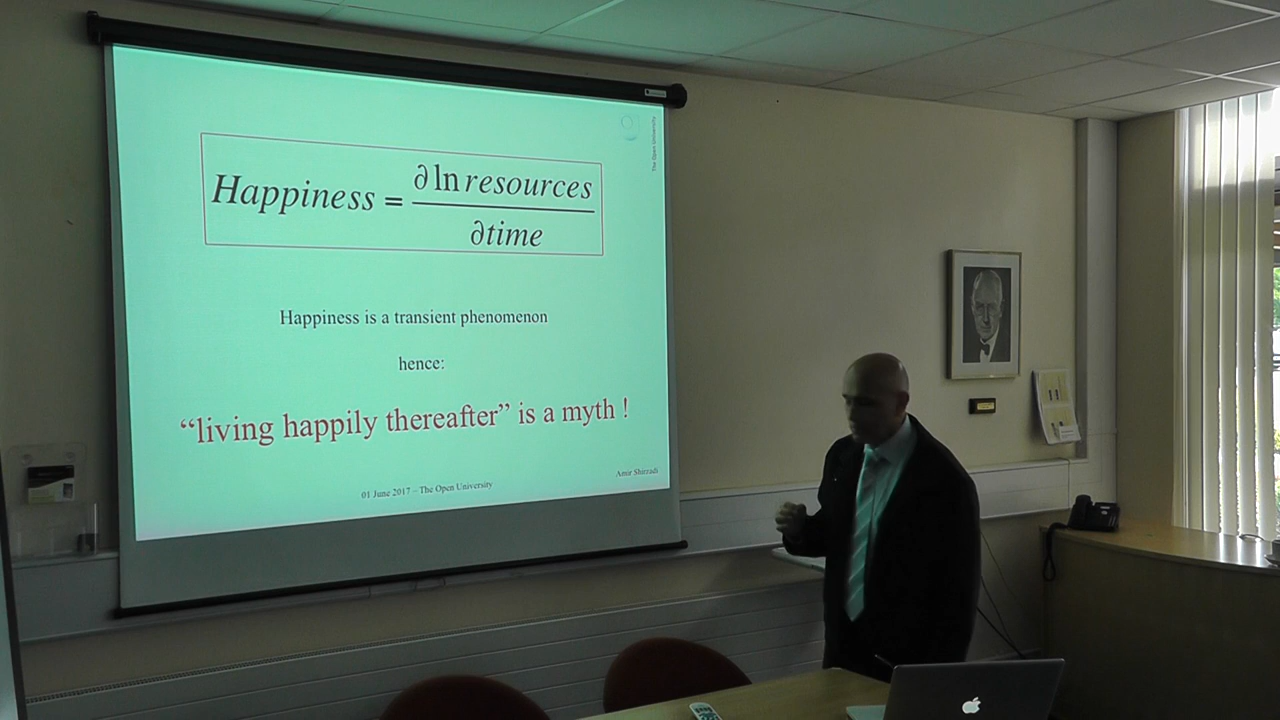 The Open University
Happiness = ∂ ln resources / ∂time
Happiness is a transient phenomenon
hence:
“living happily thereafter” is a myth !
Amir Shirradi
01 June 2017 – The Open University